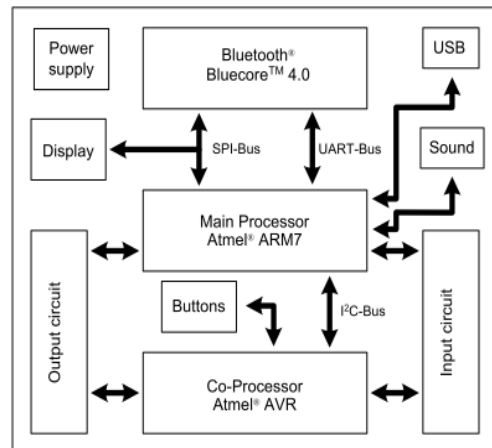 Power
supply
Bluetooth®
Bluecore™ 4.0
USB
Display
SPI-Bus
UART-Bus
Sound
Main Processor
Atmel® ARM7
Output circuit
Buttons
I²C-Bus
Input circuit
Co-Processor
Atmel® AVR